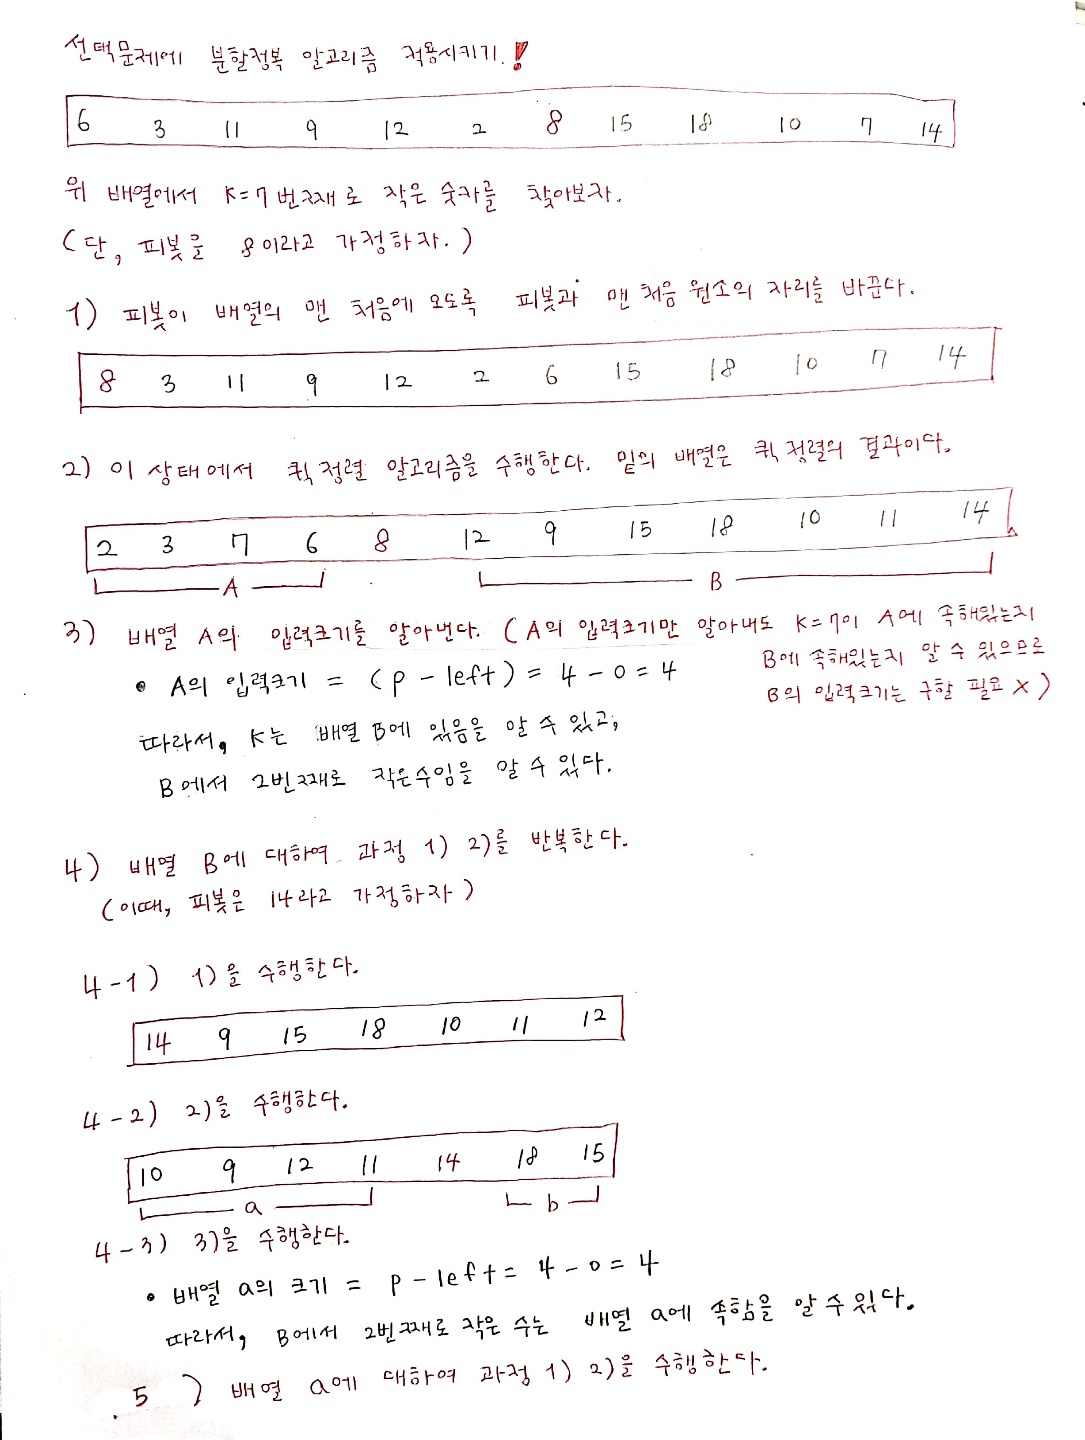 선택문제에 분할정복 알고리즘 적용시키기!
6 3 11 9 12 2 8 15 18 10 7 14
위 배열에서 K=7번째로 작은 숫자를 찾아보자.
(단, 피봇을 8이라고 가정하자.)
1) 피봇이 배열의 맨 처음에 오도록 피봇과 맨 처음 원소의 자리를 바꾼다.
8 3 11 9 12 2 6 15 18 10 7 14
2) 이 상태에서 퀵 정렬 알고리즘을 수행한다. 밑의 배열은 퀵 정렬의 결과이다.
2 3 7 6 8 12 9 15 18 10 11 14
A B
3) 배열 A의 입력크기를 알아낸다. (A의 입력크기만 알아내도 K=7이 A에 속해있는지
B에 속해있는지 알 수 있으므로
B의 입력크기는 구할 필요 X)
• A의 입력크기 = (P - left) = 4 - 0 = 4
따라서, K는 배열 B에 있음을 알 수 있고,
B에서 2번째로 작은수임을 알 수 있다.
4) 배열 B에 대하여 과정 1) 2)를 반복한다.
(이때, 피봇은 14라고 가정하자)
4-1) 1)을 수행한다.
14 9 15 18 10 11 12
4-2) 2)을 수행한다.
10 9 12 11 14 18 15
a b
4-3) 3)을 수행한다.
• 배열 a의 크기 = P - left = 4 - 0 = 4
따라서, B에서 2번째로 작은 수는 배열 a에 속함을 알 수 있다.
5) 배열 a에 대하여 과정 1) 2)을 수행한다.